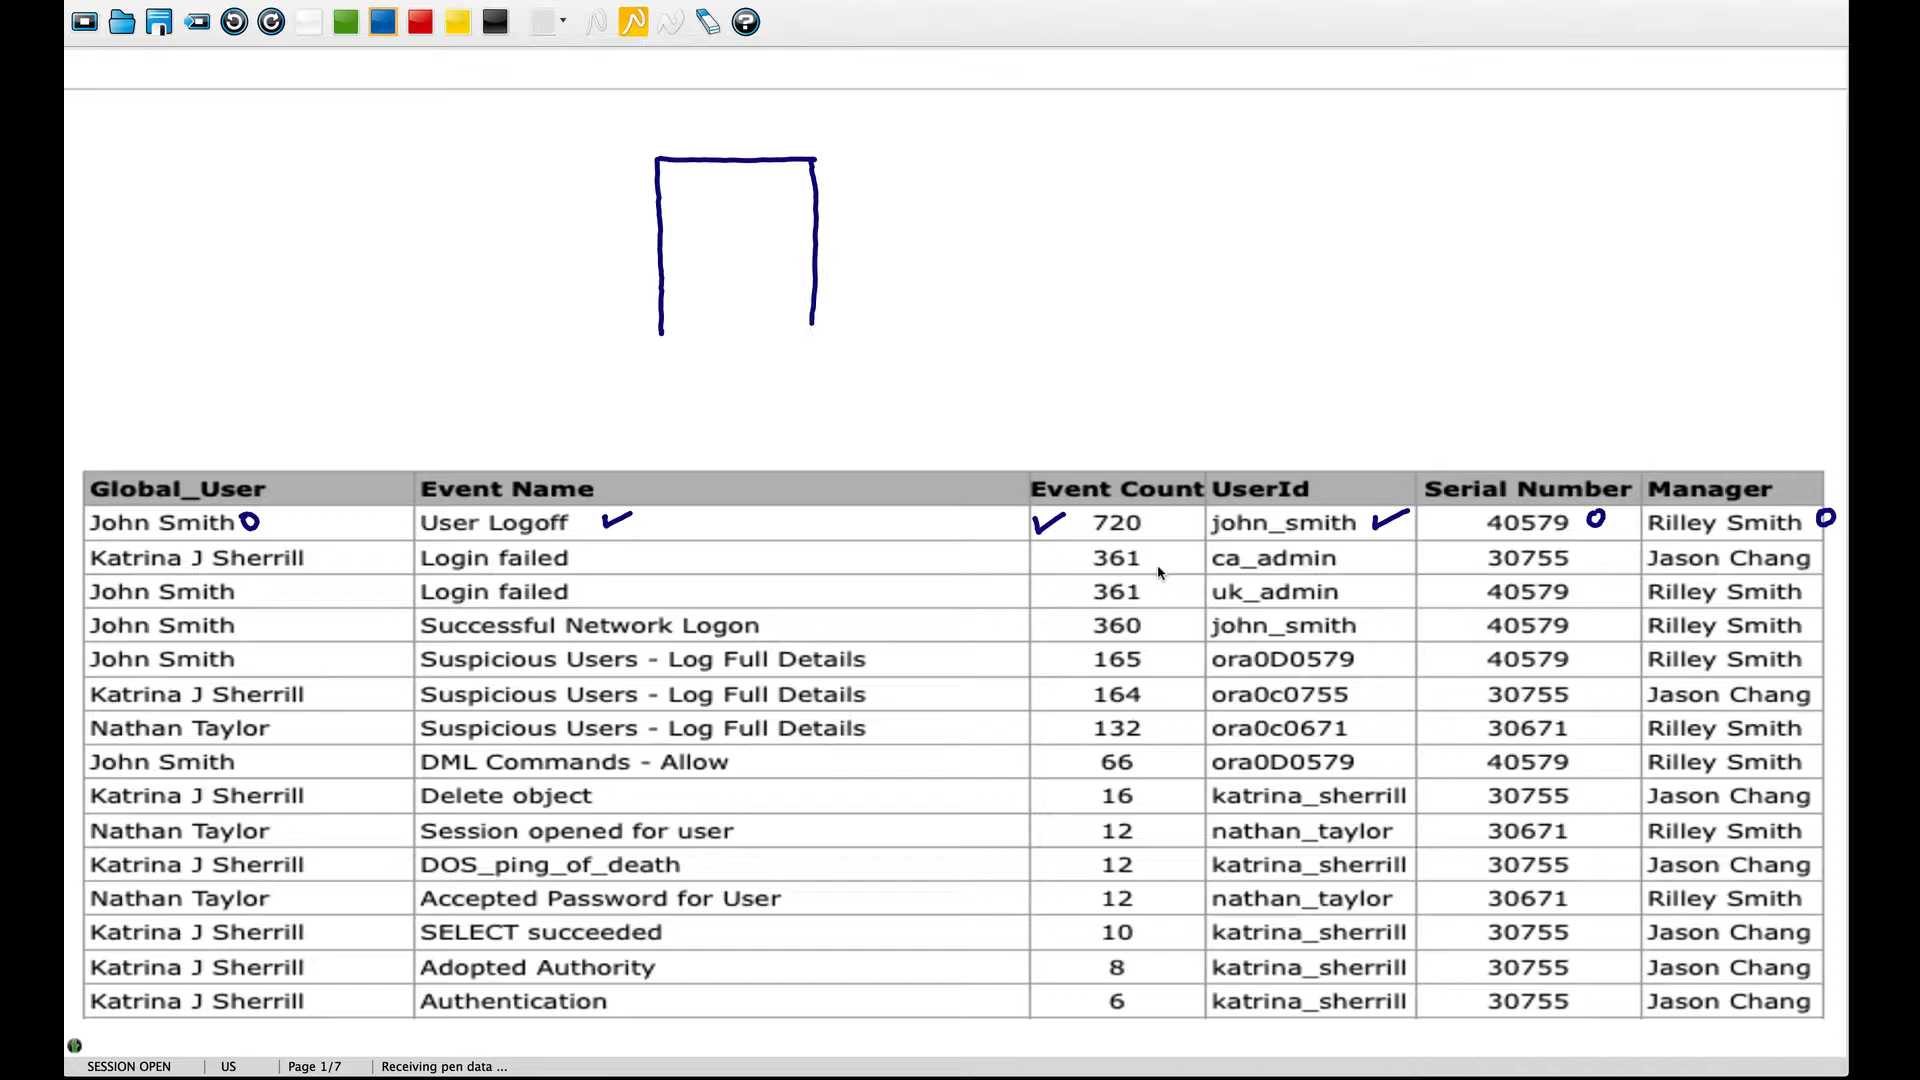 Global_User Event Name Event Count UserId Serial Number Manager
John Smith User Logoff 720 john_smith 40579 Rilley Smith
Katrina J Sherrill Login failed 361 ca_admin 30755 Jason Chang
John Smith Login failed 361 uk_admin 40579 Rilley Smith
John Smith Successful Network Logon 360 john_smith 40579 Rilley Smith
John Smith Suspicious Users - Log Full Details 165 ora0D0579 40579 Rilley Smith
Katrina J Sherrill Suspicious Users - Log Full Details 164 ora0c0755 30755 Jason Chang
Nathan Taylor Suspicious Users - Log Full Details 132 ora0c0671 30671 Rilley Smith
John Smith DML Commands - Allow 66 ora0D0579 40579 Rilley Smith
Katrina J Sherrill Delete object 16 katrina_sherrill 30755 Jason Chang
Nathan Taylor Session opened for user 12 nathan_taylor 30671 Rilley Smith
Katrina J Sherrill DOS_ping_of_death 12 katrina_sherrill 30755 Jason Chang
Nathan Taylor Accepted Password for User 12 nathan_taylor 30671 Rilley Smith
Katrina J Sherrill SELECT succeeded 10 katrina_sherrill 30755 Jason Chang
Katrina J Sherrill Adopted Authority 8 katrina_sherrill 30755 Jason Chang
Katrina J Sherrill Authentication 6 katrina_sherrill 30755 Jason Chang
SESSION OPEN US Page 1/7 Receiving pen data ...